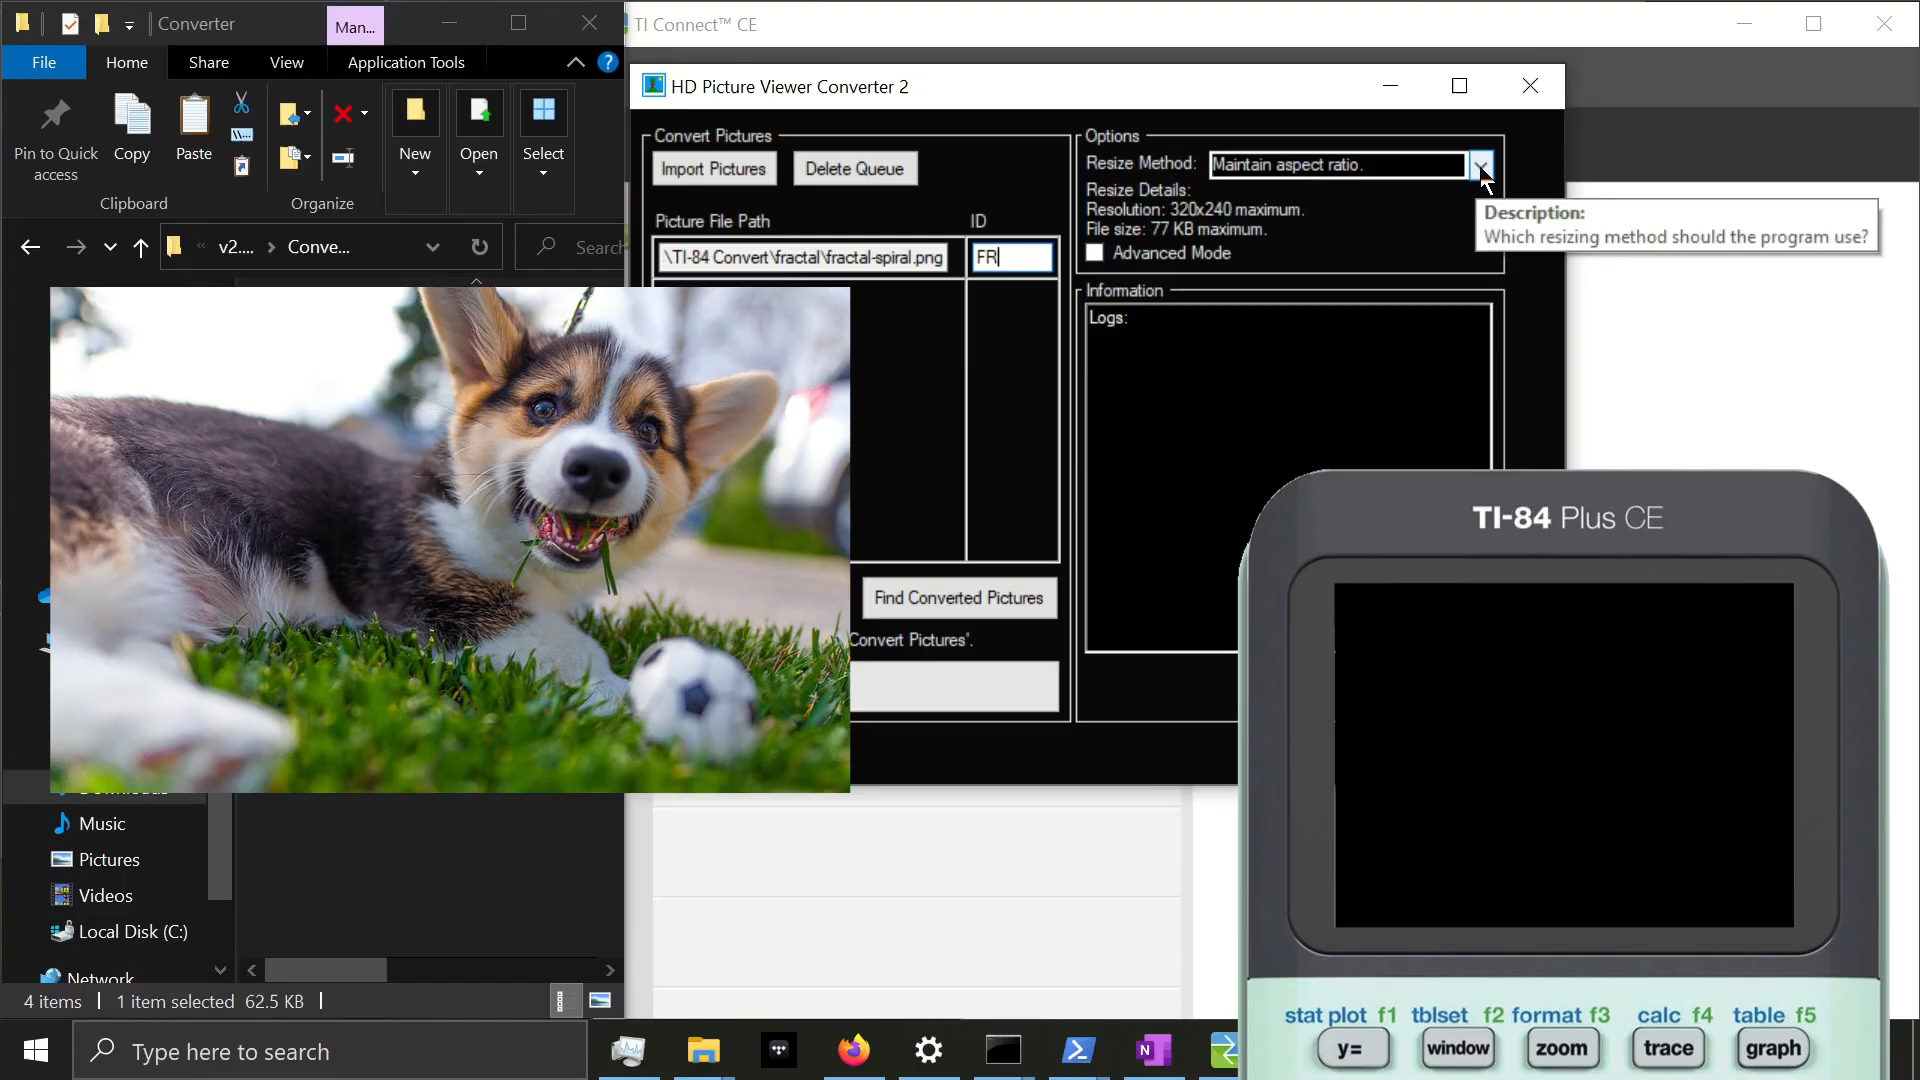 Converter
Man...
TI Connect™ CE
File
Home
Share
View
Application Tools
?
HD Picture Viewer Converter 2
Pin to Quick access
Copy
Paste
New
Open
Select
Clipboard
Organize
Convert Pictures
Import Pictures
Delete Queue
Picture File Path
ID
\TI-84 Convert\fractal\fractal-spiral.png
FR
Options
Resize Method:
Maintain aspect ratio.
Resize Details:
Resolution: 320x240 maximum.
File size: 77 KB maximum.
Advanced Mode
Description:
Which resizing method should the program use?
Information
Logs:
« v2.... > Conve...
Search
Find Converted Pictures
Convert Pictures'.
Music
Pictures
Videos
Local Disk (C:)
Network
4 items
1 item selected 62.5 KB
Type here to search
TI-84 Plus CE
stat plot f1
tblset f2
format f3
calc f4
table f5
y=
window
zoom
trace
graph